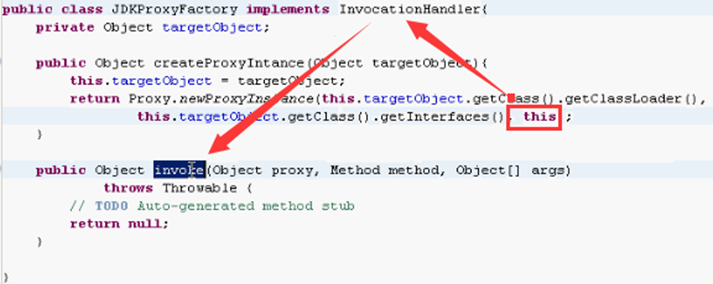 public class JDKProxyFactory implements InvocationHandler{
private Object targetObject;
public Object createProxyIntance(Object targetObject){
this.targetObject = targetObject;
return Proxy.newProxyInstance(this.targetObject.getClass().getClassLoader(),
this.targetObject.getClass().getInterfaces(), this ;
}
public Object invoke(Object proxy, Method method, Object[] args)
throws Throwable {
// TODO Auto-generated method stub
return null;
}
}